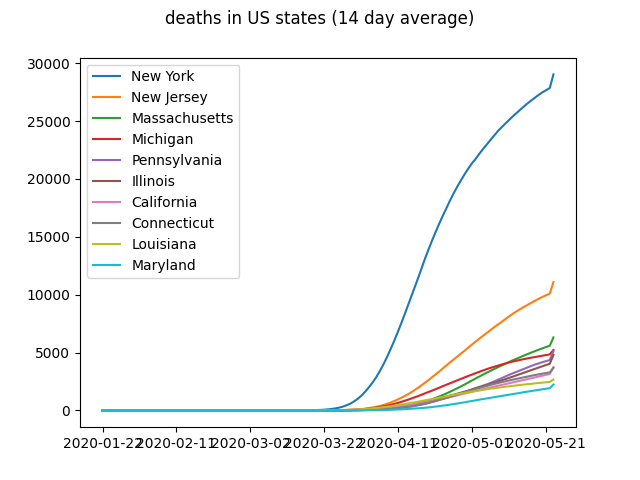 deaths in US states (14 day average)
30000
25000
20000
15000
10000
5000
0
New York
New Jersey
Massachusetts
Michigan
Pennsylvania
Illinois
California
Connecticut
Louisiana
Maryland
2020-01-22 2020-02-11 2020-03-02 2020-03-22 2020-04-11 2020-05-01 2020-05-21